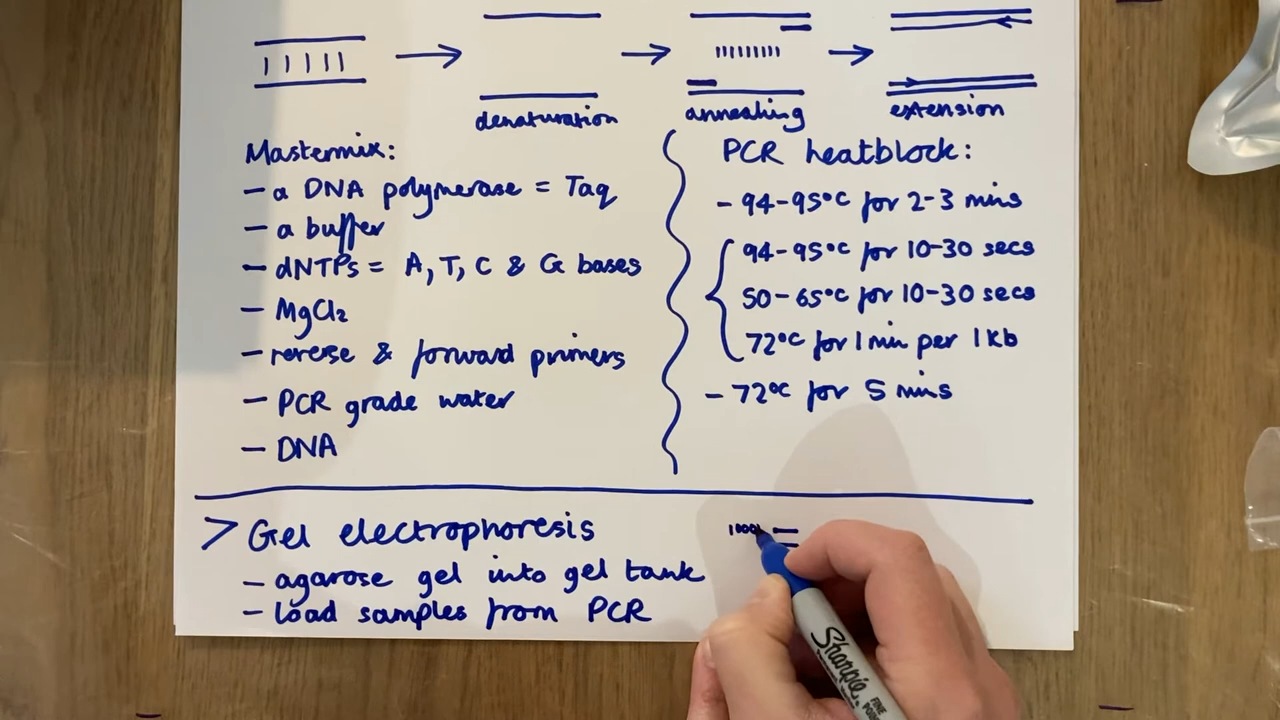 denaturation
annealing
extension
Mastermix:
- a DNA polymerase = Taq
- a buffer
- dNTPs = A, T, C & G bases
- MgCl2
- reverse & forward primers
- PCR grade water
- DNA
PCR heatblock:
- 94-95°C for 2-3 mins
94-95°C for 10-30 secs
50-65°C for 10-30 secs
72°C for 1 min per 1kb
- 72°C for 5 mins
> Gel electrophoresis
- agarose gel into gel tank
- load samples from PCR
Sharpie.
FINE